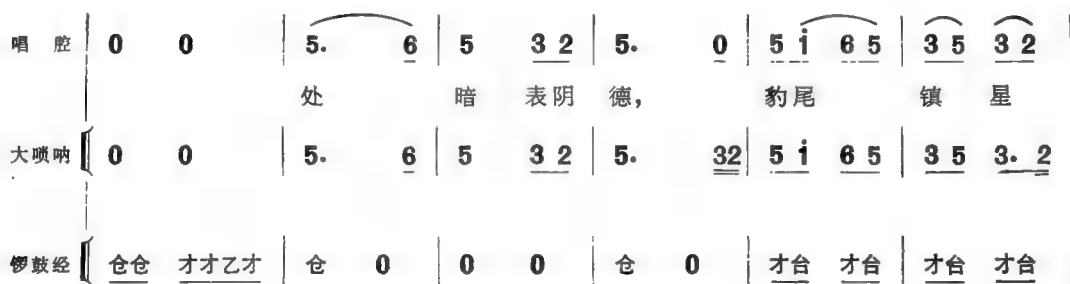 唱腔 0 0 | 5. 6 | 5 3 2 | 5. 0 | 5 i 6 5 | 3 5 3 2 |
处 暗 表阴 德, 豹尾 镇 星
大唢呐 0 0 | 5. 6 | 5 3 2 | 5. 32 | 5 i 6 5 | 3 5 3. 2 |
锣鼓经 仓仓 才才乙才 | 仓 0 | 0 0 | 仓 0 | 才台 才台 | 才台 才台 |